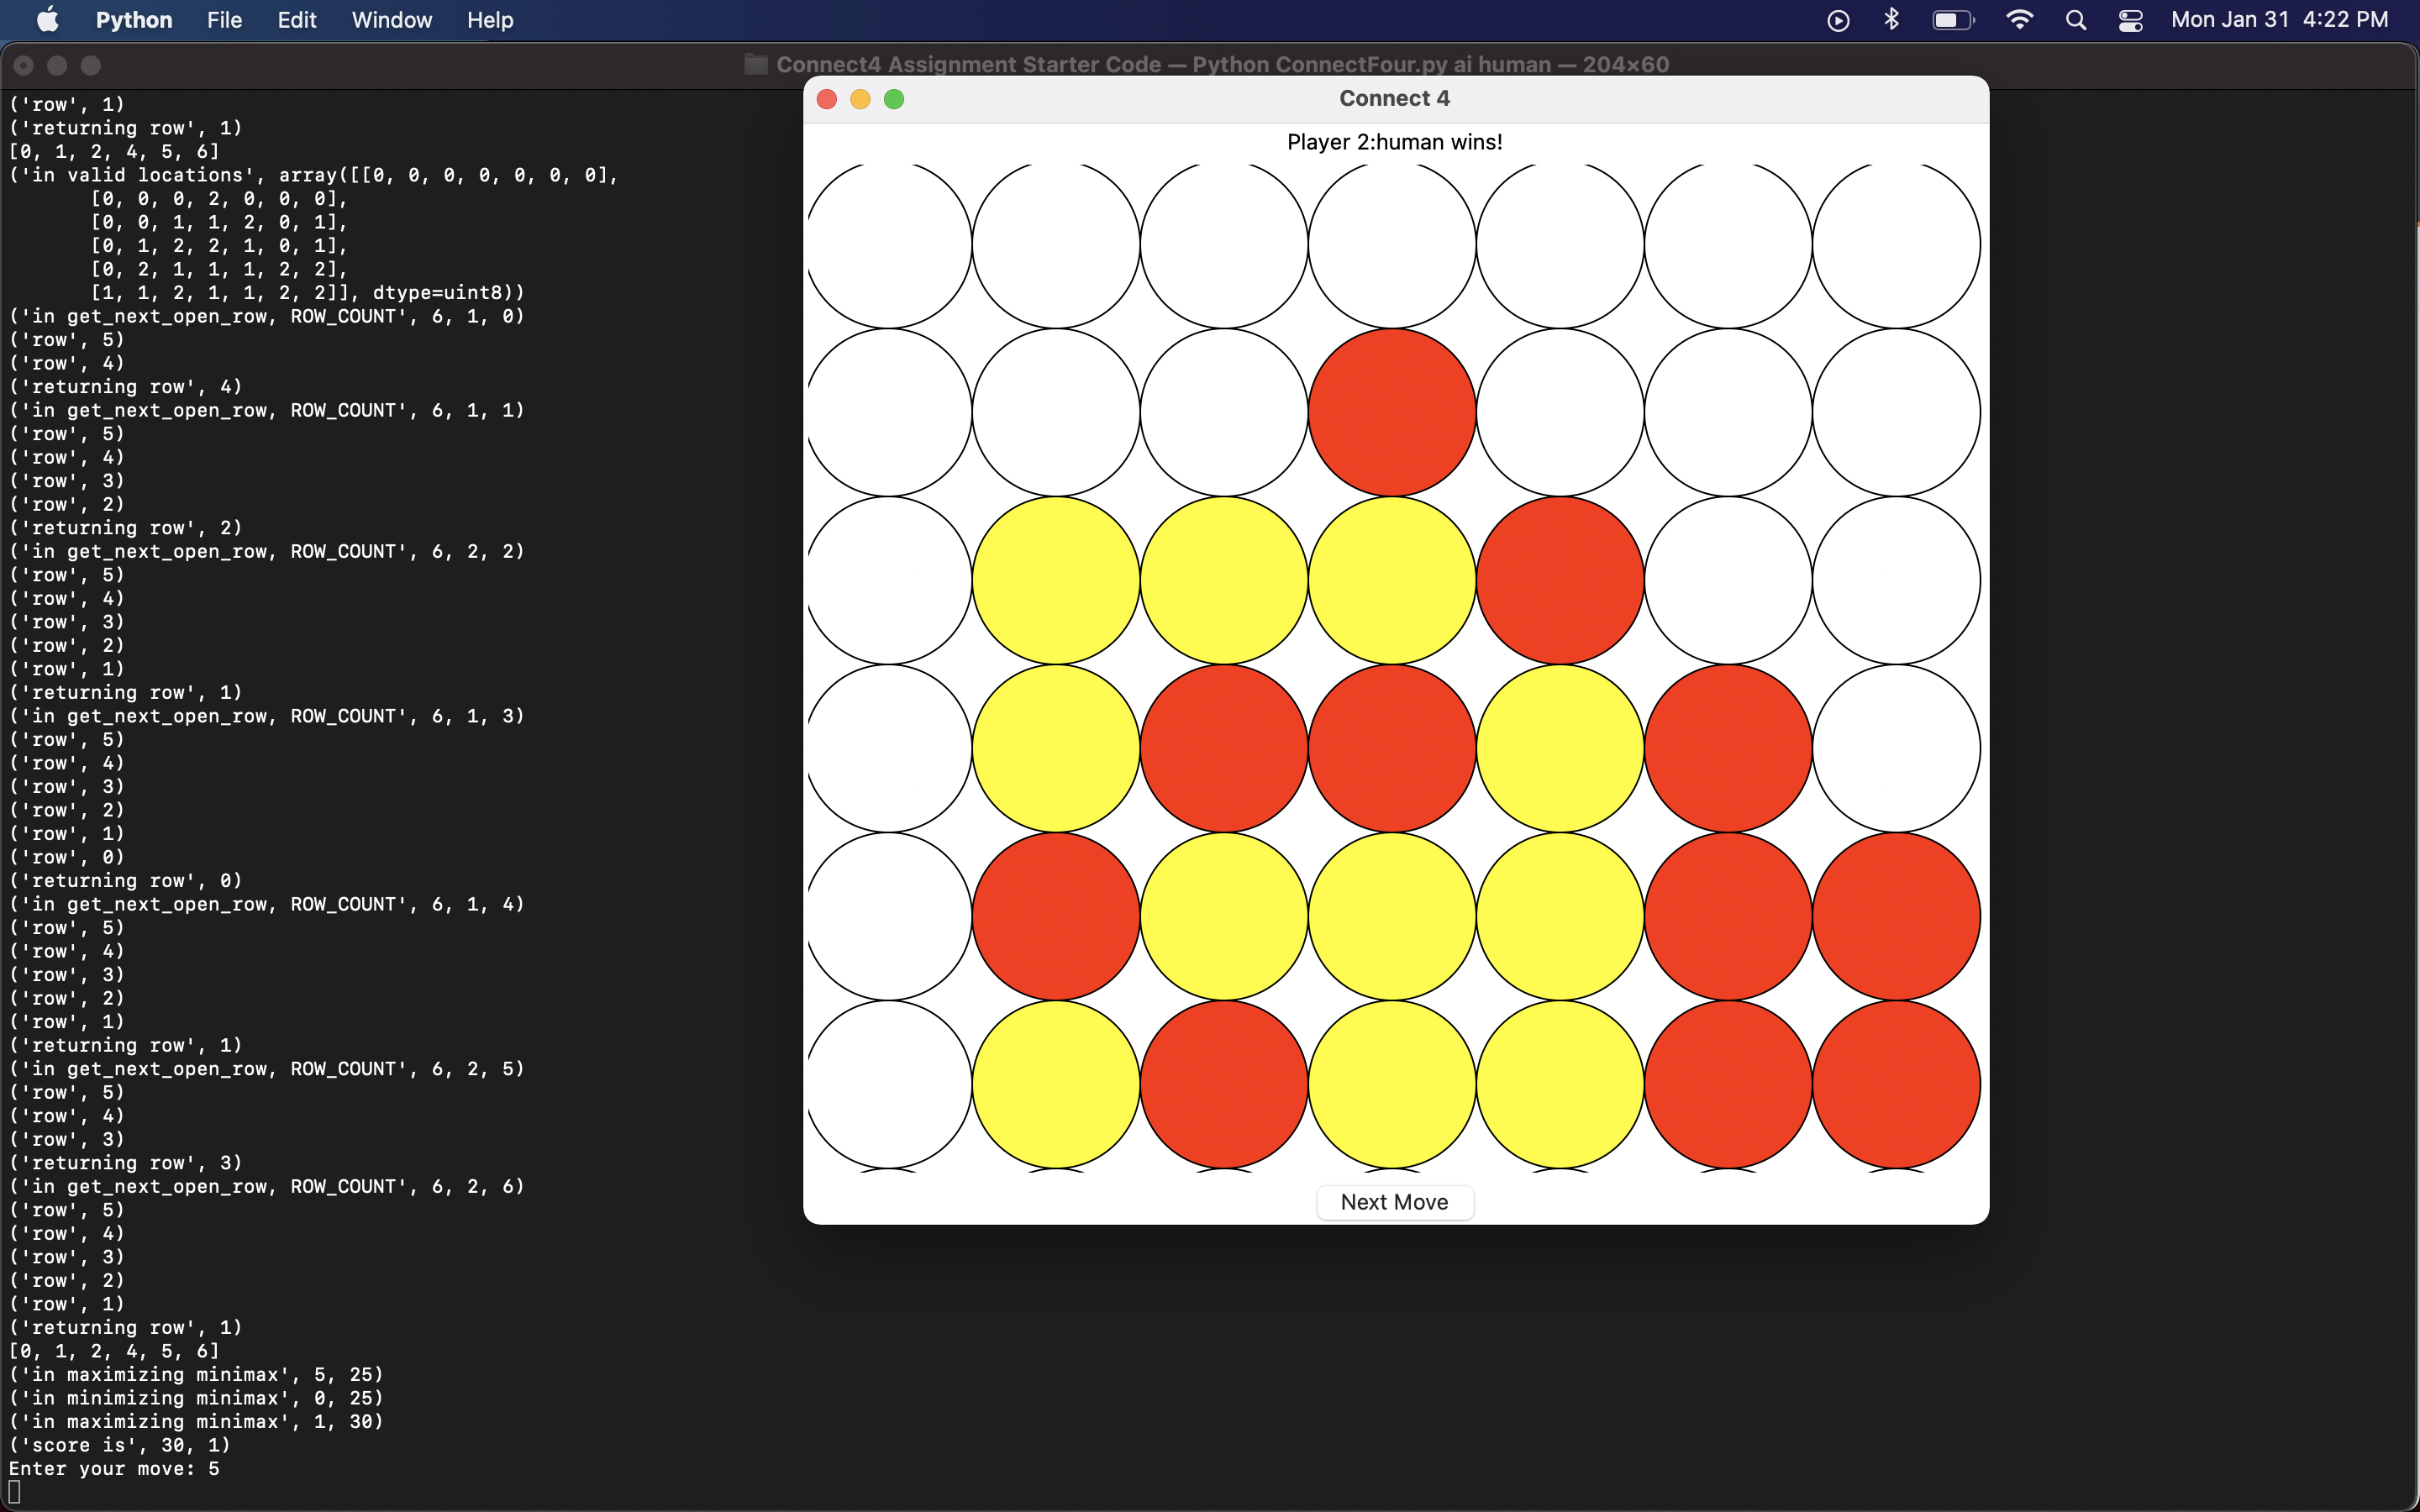 Python File Edit Window Help Mon Jan 31 4:22 PM
Connect4 Assignment Starter Code — Python ConnectFour.py ai human — 204×60
('row', 1)
('returning row', 1)
[0, 1, 2, 4, 5, 6]
('in valid locations', array([[0, 0, 0, 0, 0, 0, 0],
[0, 0, 0, 2, 0, 0, 0],
[0, 0, 1, 1, 2, 0, 1],
[0, 1, 2, 2, 1, 0, 1],
[0, 2, 1, 1, 1, 2, 2],
[1, 1, 2, 1, 1, 2, 2]], dtype=uint8))
('in get_next_open_row, ROW_COUNT', 6, 1, 0)
('row', 5)
('row', 4)
('returning row', 4)
('in get_next_open_row, ROW_COUNT', 6, 1, 1)
('row', 5)
('row', 4)
('row', 3)
('row', 2)
('returning row', 2)
('in get_next_open_row, ROW_COUNT', 6, 2, 2)
('row', 5)
('row', 4)
('row', 3)
('row', 2)
('row', 1)
('returning row', 1)
('in get_next_open_row, ROW_COUNT', 6, 1, 3)
('row', 5)
('row', 4)
('row', 3)
('row', 2)
('row', 1)
('row', 0)
('returning row', 0)
('in get_next_open_row, ROW_COUNT', 6, 1, 4)
('row', 5)
('row', 4)
('row', 3)
('row', 2)
('row', 1)
('returning row', 1)
('in get_next_open_row, ROW_COUNT', 6, 2, 5)
('row', 5)
('row', 4)
('row', 3)
('returning row', 3)
('in get_next_open_row, ROW_COUNT', 6, 2, 6)
('row', 5)
('row', 4)
('row', 3)
('row', 2)
('row', 1)
('returning row', 1)
[0, 1, 2, 4, 5, 6]
('in maximizing minimax', 5, 25)
('in minimizing minimax', 0, 25)
('in maximizing minimax', 1, 30)
('score is', 30, 1)
Enter your move: 5
Connect 4
Player 2:human wins!
Next Move